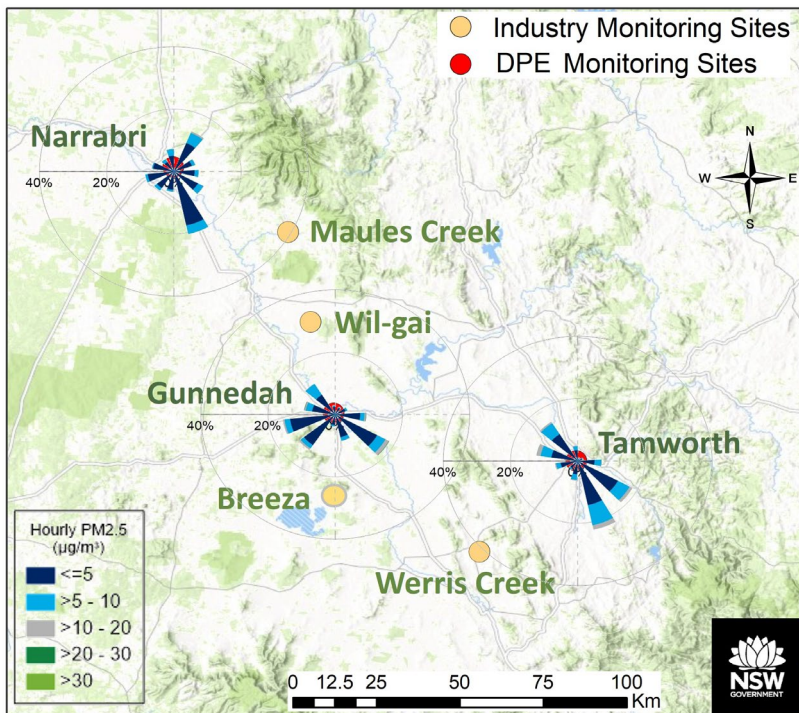 Industry Monitoring Sites
DPE Monitoring Sites
Narrabri
40%
20%
0%
N
W
E
S
Maules Creek
Wil-gai
Gunnedah
40%
20%
0%
Tamworth
40%
20%
Breeza
Werris Creek
Hourly PM2.5
(µg/m³)
<=5
>5 - 10
>10 - 20
>20 - 30
>30
0 12.5 25 50 75 100
Km
NSW
GOVERNMENT